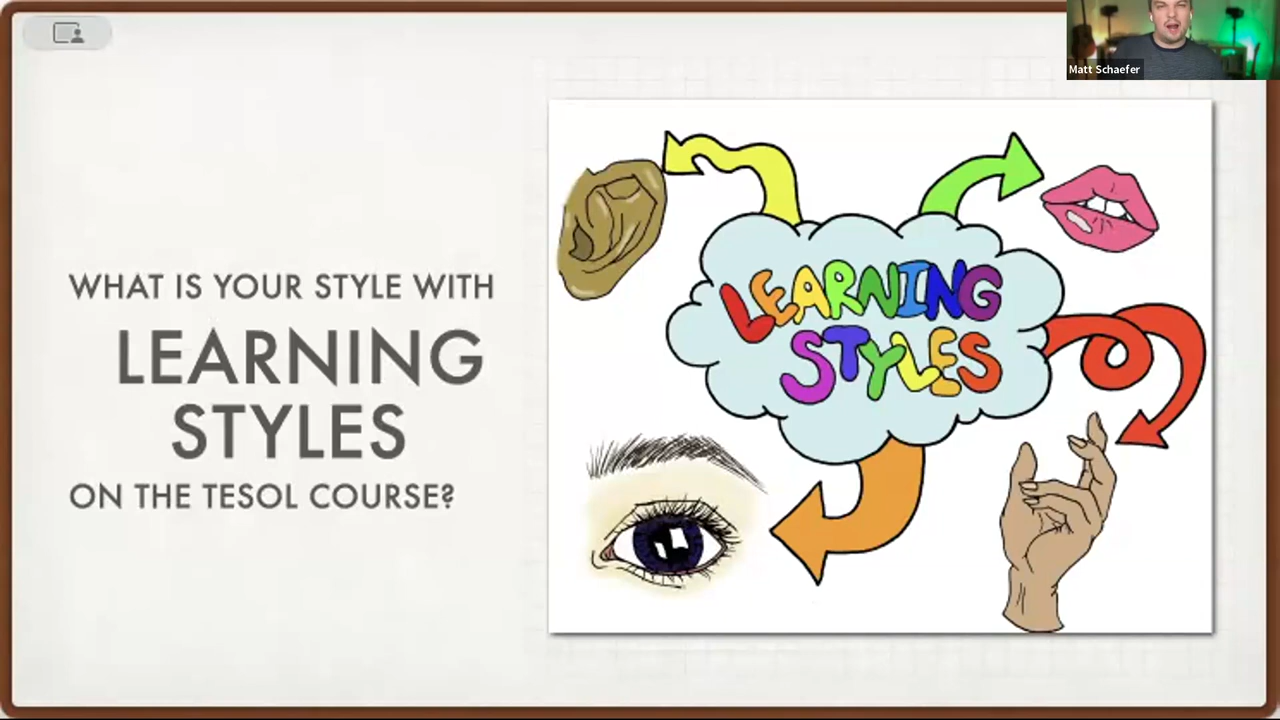 Matt Schaefer
WHAT IS YOUR STYLE WITH
LEARNING
STYLES
ON THE TESOL COURSE?
LEARNING
STYLES